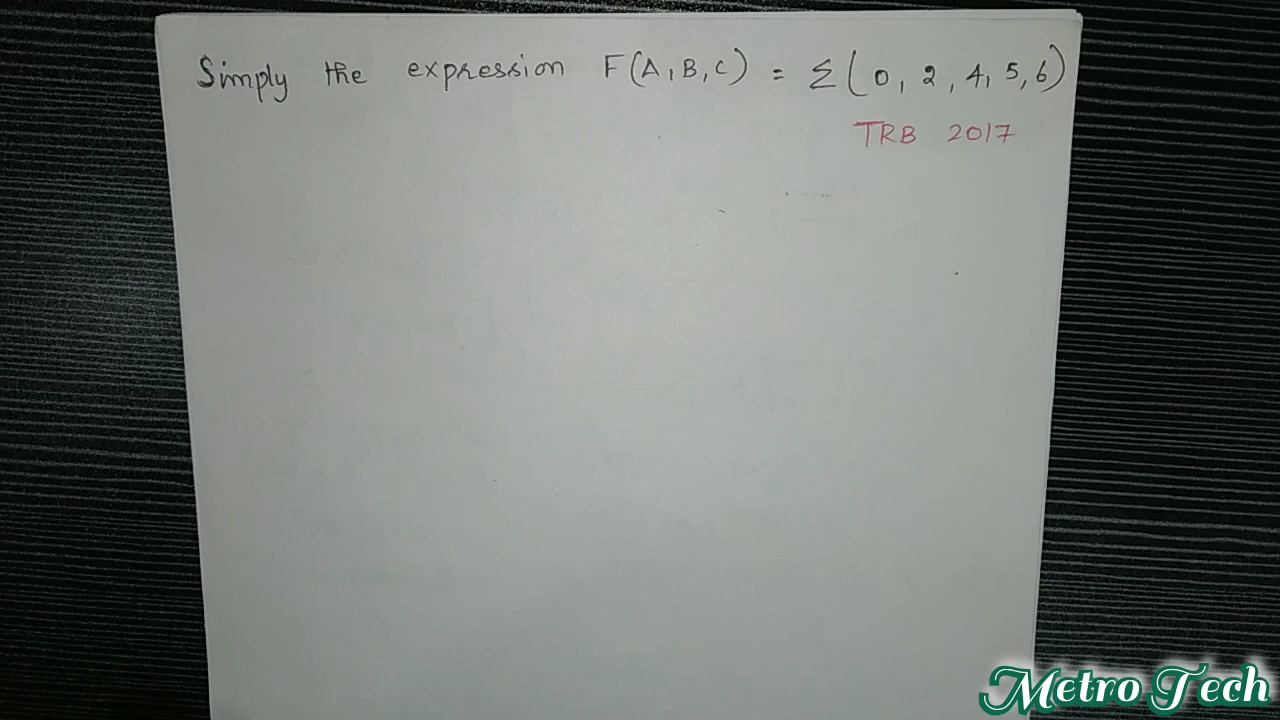 Simply the expression F(A,B,C) = Σ(0,2,4,5,6)
TRB 2017
Metro Tech